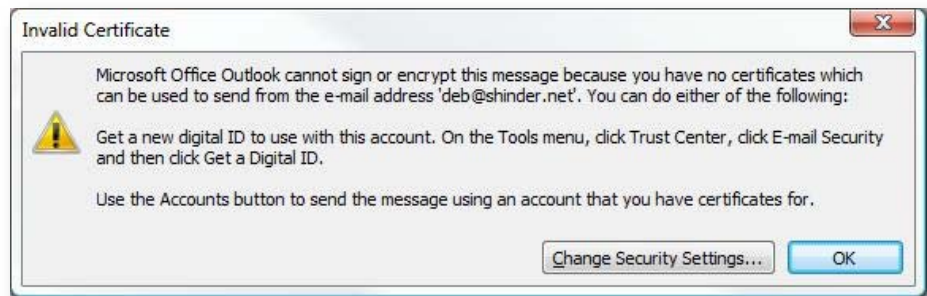 Invalid Certificate
Microsoft Office Outlook cannot sign or encrypt this message because you have no certificates which
can be used to send from the e-mail address 'deb@shinder.net'. You can do either of the following:
Get a new digital ID to use with this account. On the Tools menu, click Trust Center, click E-mail Security
and then click Get a Digital ID.
Use the Accounts button to send the message using an account that you have certificates for.
Change Security Settings...
OK